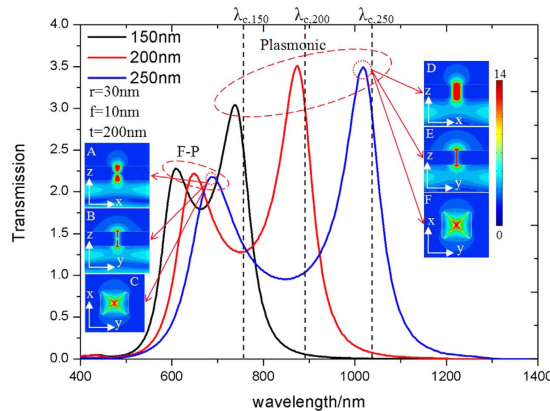 λc,150 λc,200 λc,250
4.0
3.5
3.0
2.5
2.0
1.5
1.0
0.5
0.0
Transmission
150nm
200nm
250nm
r=30nm
f=10nm
t=200nm
Plasmonic
F-P
A
z
x
B
z
y
C
x
y
D
z
x
E
z
y
F
x
y
14
0
400 600 800 1000 1200 1400
wavelength/nm